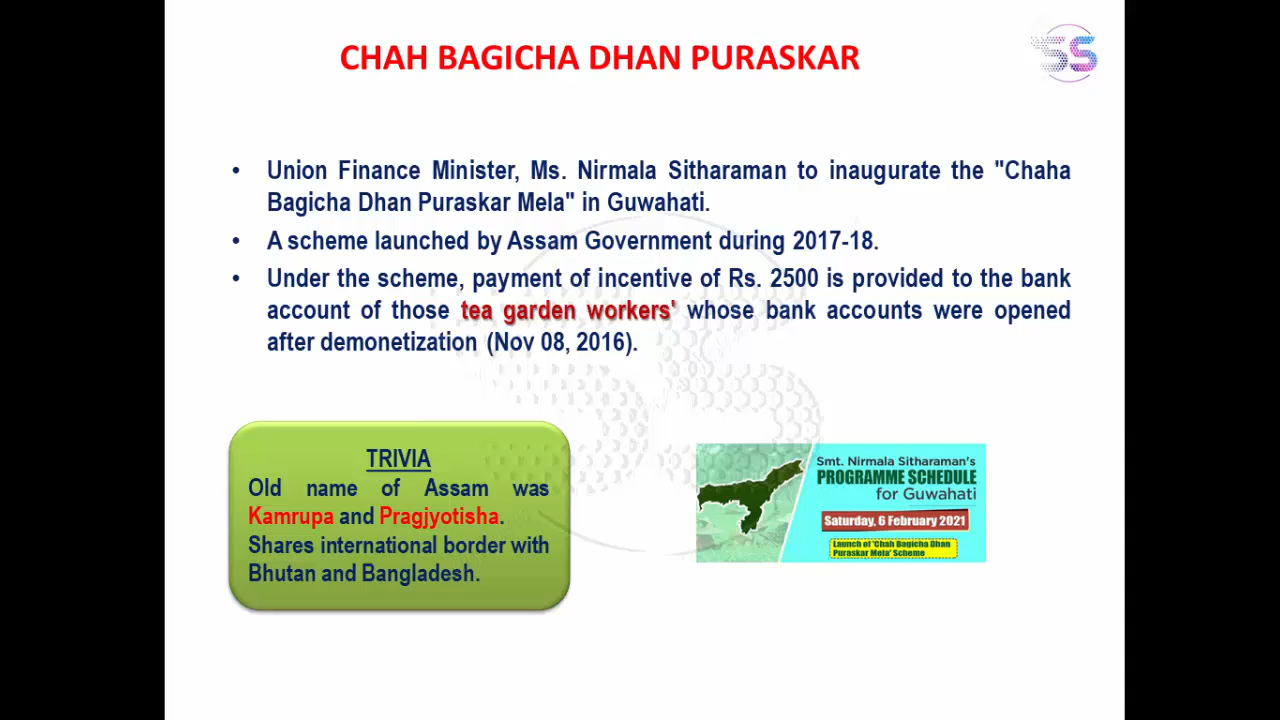 CHAH BAGICHA DHAN PURASKAR
SS
• Union Finance Minister, Ms. Nirmala Sitharaman to inaugurate the "Chaha
Bagicha Dhan Puraskar Mela" in Guwahati.
• A scheme launched by Assam Government during 2017-18.
• Under the scheme, payment of incentive of Rs. 2500 is provided to the bank
account of those tea garden workers' whose bank accounts were opened
after demonetization (Nov 08, 2016).
TRIVIA
Old name of Assam was
Kamrupa and Pragjyotisha.
Shares international border with
Bhutan and Bangladesh.
Smt. Nirmala Sitharaman's
PROGRAMME SCHEDULE
for Guwahati
Saturday, 6 February 2021
Launch of 'Chah Bagicha Dhan
Puraskar Mela' Scheme